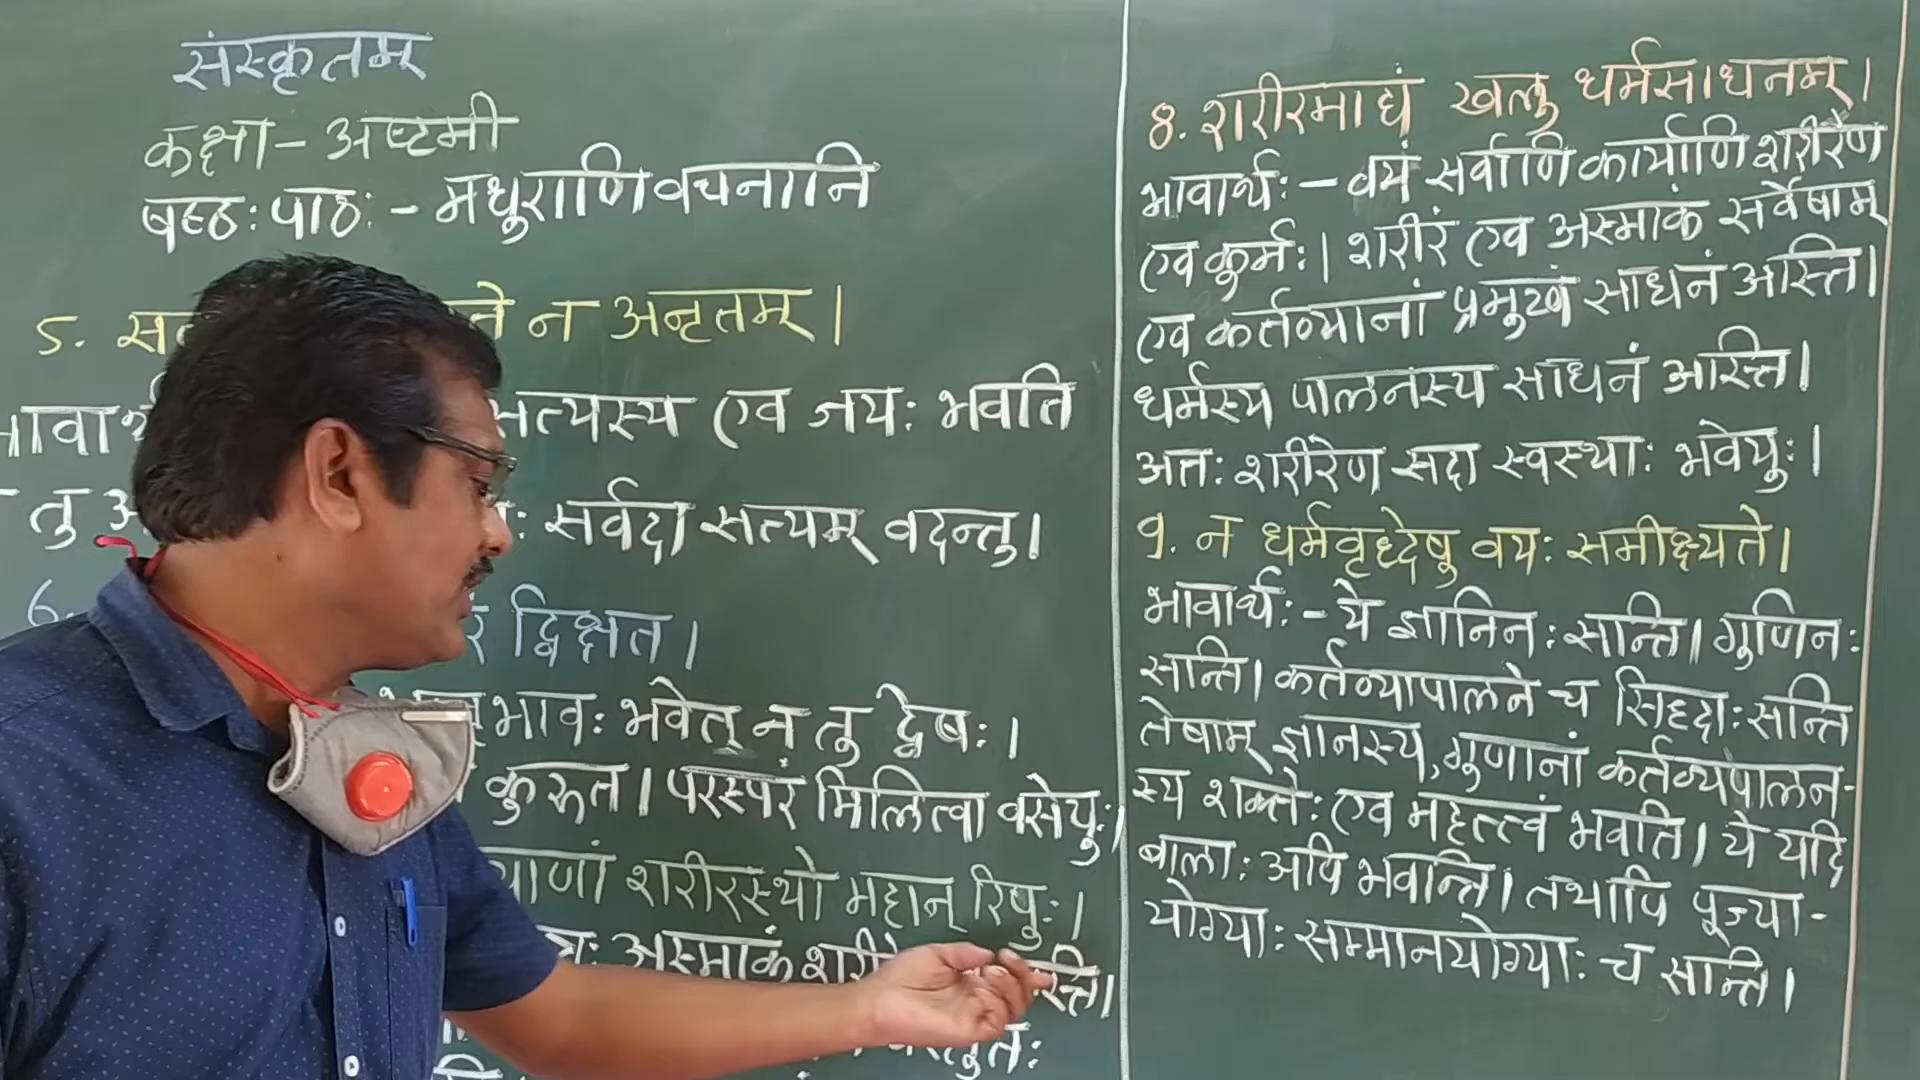 संस्कृतम्
कक्षा - अष्टमी
षष्ठः पाठः - मधुराणि वचनानि
5. न अनृतम् ।
सत्यस्य एव जयः भवति
तु सर्वदा सत्यम् वदन्तु ।
6. द्विक्षत ।
भावः भवेत् न तु द्वेषः ।
कुरूत । परस्परं मिलित्वा वसेयुः ।
शरीरस्थो महान् रिपुः ।
अस्माकं
8. शरीरमाद्यं खलु धर्मसाधनम् ।
भावार्थः - वयं सर्वाणि कार्याणि शरीरेण
एव कुर्मः । शरीरं एव अस्माकं सर्वेषाम्
एव कर्तव्यानां प्रमुखं साधनं अस्ति ।
धर्मस्य पालनस्य साधनं अस्ति ।
अतः शरीरेण सदा स्वस्थाः भवेयुः ।
9. न धर्मवृध्देषु वयः समीक्ष्यते ।
भावार्थः - ये ज्ञानिनः सन्ति । गुणिनः
सन्ति । कर्तव्यापालने च सिद्दाः सन्ति
तेषाम् ज्ञानस्य, गुणानां कर्तव्यपालन-
स्य शक्तेः एव महत्त्वं भवति । ये यदि
बालाः अपि भवन्ति । तथापि पूज्या-
योग्याः सम्मानयोग्याः च सन्ति ।